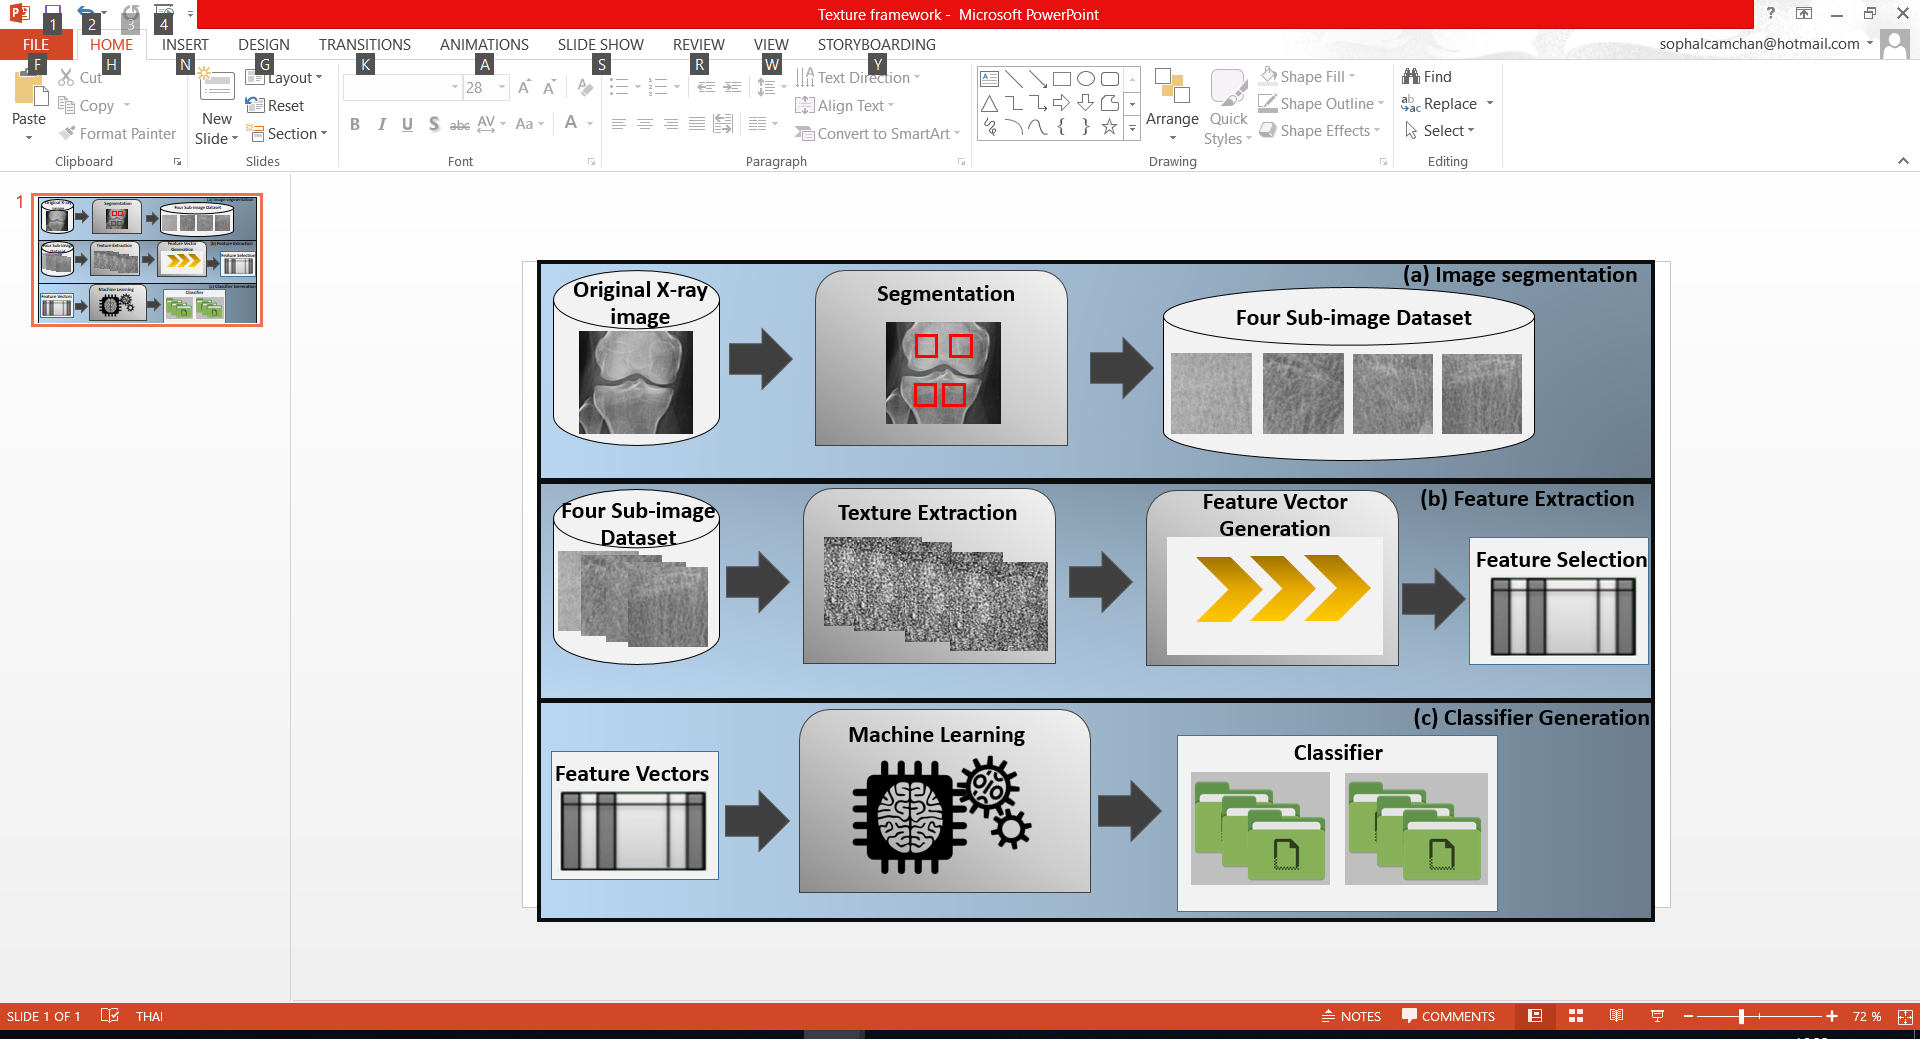 Texture framework - Microsoft PowerPoint
1 2 3 4
FILE HOME INSERT DESIGN TRANSITIONS ANIMATIONS SLIDE SHOW REVIEW VIEW STORYBOARDING
sophalcamchan@hotmail.com
F H N G K A S R W Y
Paste
Cut
Copy
Format Painter
Clipboard
New
Slide
Layout
Reset
Section
Slides
28
Font
Text Direction
Align Text
Convert to SmartArt
Paragraph
Arrange
Quick
Styles
Shape Fill
Shape Outline
Shape Effects
Drawing
Find
Replace
Select
Editing
1
(a) Image segmentation
Original X-ray
image
Segmentation
Four Sub-image Dataset
(b) Feature Extraction
Four Sub-image
Dataset
Texture Extraction
Feature Vector
Generation
Feature Selection
(c) Classifier Generation
Feature Vectors
Machine Learning
Classifier
SLIDE 1 OF 1 THAI
NOTES COMMENTS 72 %